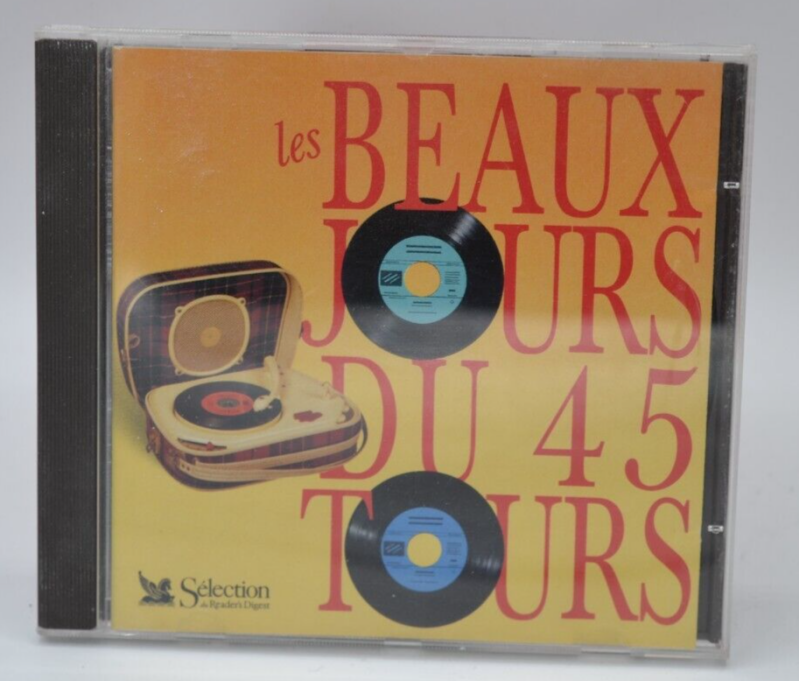 les BEAUX
JOURS
DU 45
TOURS
Sélection
du Reader's Digest